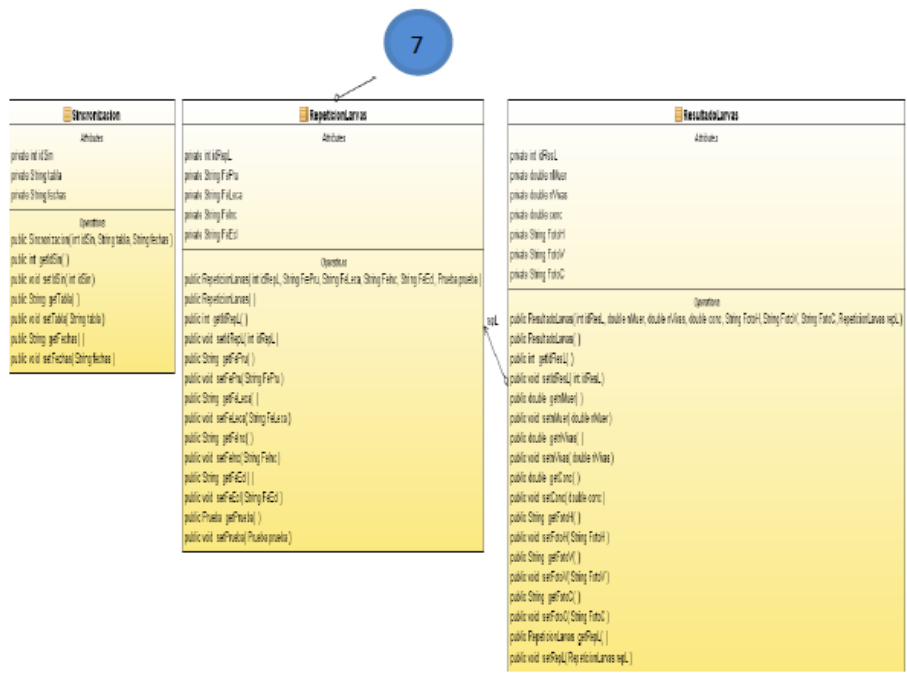 7
Sincronizacion
Attributes
private int idSin
private String tabla
private String fechas
Operations
public Sincronizacion( int idSin, String tabla, String fechas )
public int getIdSin( )
public void setIdSin( int idSin )
public String getTabla( )
public void setTabla( String tabla )
public String getFechas( )
public void setFechas( String fechas )
RepeticionLarvas
Attributes
private int idRepL
private String FePru
private String FeLeca
private String FeInc
private String FeEcl
Operations
public RepeticionLarvas( int idRepL, String FePru, String FeLeca, String FeInc, String FeEcl, Prueba prueba )
public RepeticionLarvas( )
public int getIdRepL( )
public void setIdRepL( int idRepL )
public String getFePru( )
public void setFePru( String FePru )
public String getFeLeca( )
public void setFeLeca( String FeLeca )
public String getFeInc( )
public void setFeInc( String FeInc )
public String getFeEcl( )
public void setFeEcl( String FeEcl )
public Prueba getPrueba( )
public void setPrueba( Prueba prueba )
repL
ResultadoLarvas
Attributes
private int idResL
private double nMuer
private double nVivas
private double conc
private String FotoH
private String FotoV
private String FotoC
Operations
public ResultadoLarvas( int idResL, double nMuer, double nVivas, double conc, String FotoH, String FotoV, String FotoC, RepeticionLarvas repL )
public ResultadoLarvas( )
public int getIdResL( )
public void setIdResL( int idResL )
public double getnMuer( )
public void setnMuer( double nMuer )
public double getnVivas( )
public void setnVivas( double nVivas )
public double getConc( )
public void setConc( double conc )
public String getFotoH( )
public void setFotoH( String FotoH )
public String getFotoV( )
public void setFotoV( String FotoV )
public String getFotoC( )
public void setFotoC( String FotoC )
public RepeticionLarvas getRepL( )
public void setRepL( RepeticionLarvas repL )